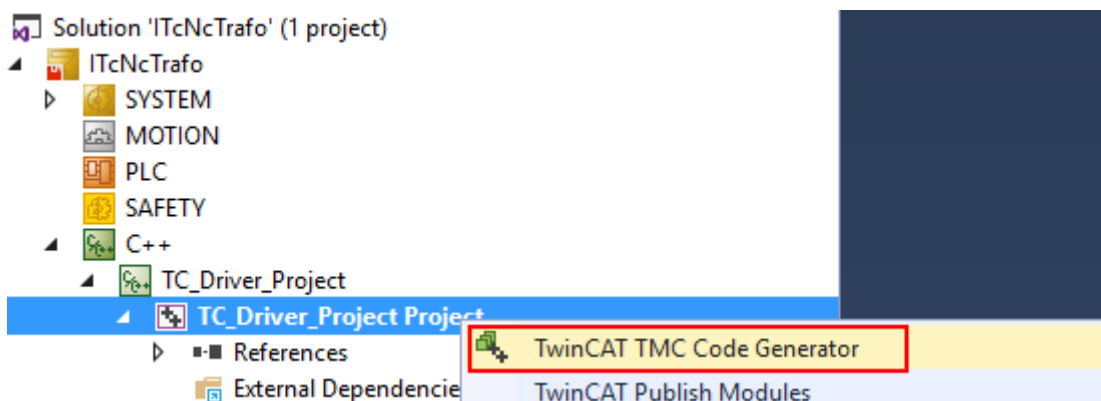 Solution 'ITcNcTrafo' (1 project)
ITcNcTrafo
SYSTEM
MOTION
PLC
SAFETY
C++
TC_Driver_Project
TC_Driver_Project Project
References
TwinCAT TMC Code Generator
External Dependencie
TwinCAT Publish Modules